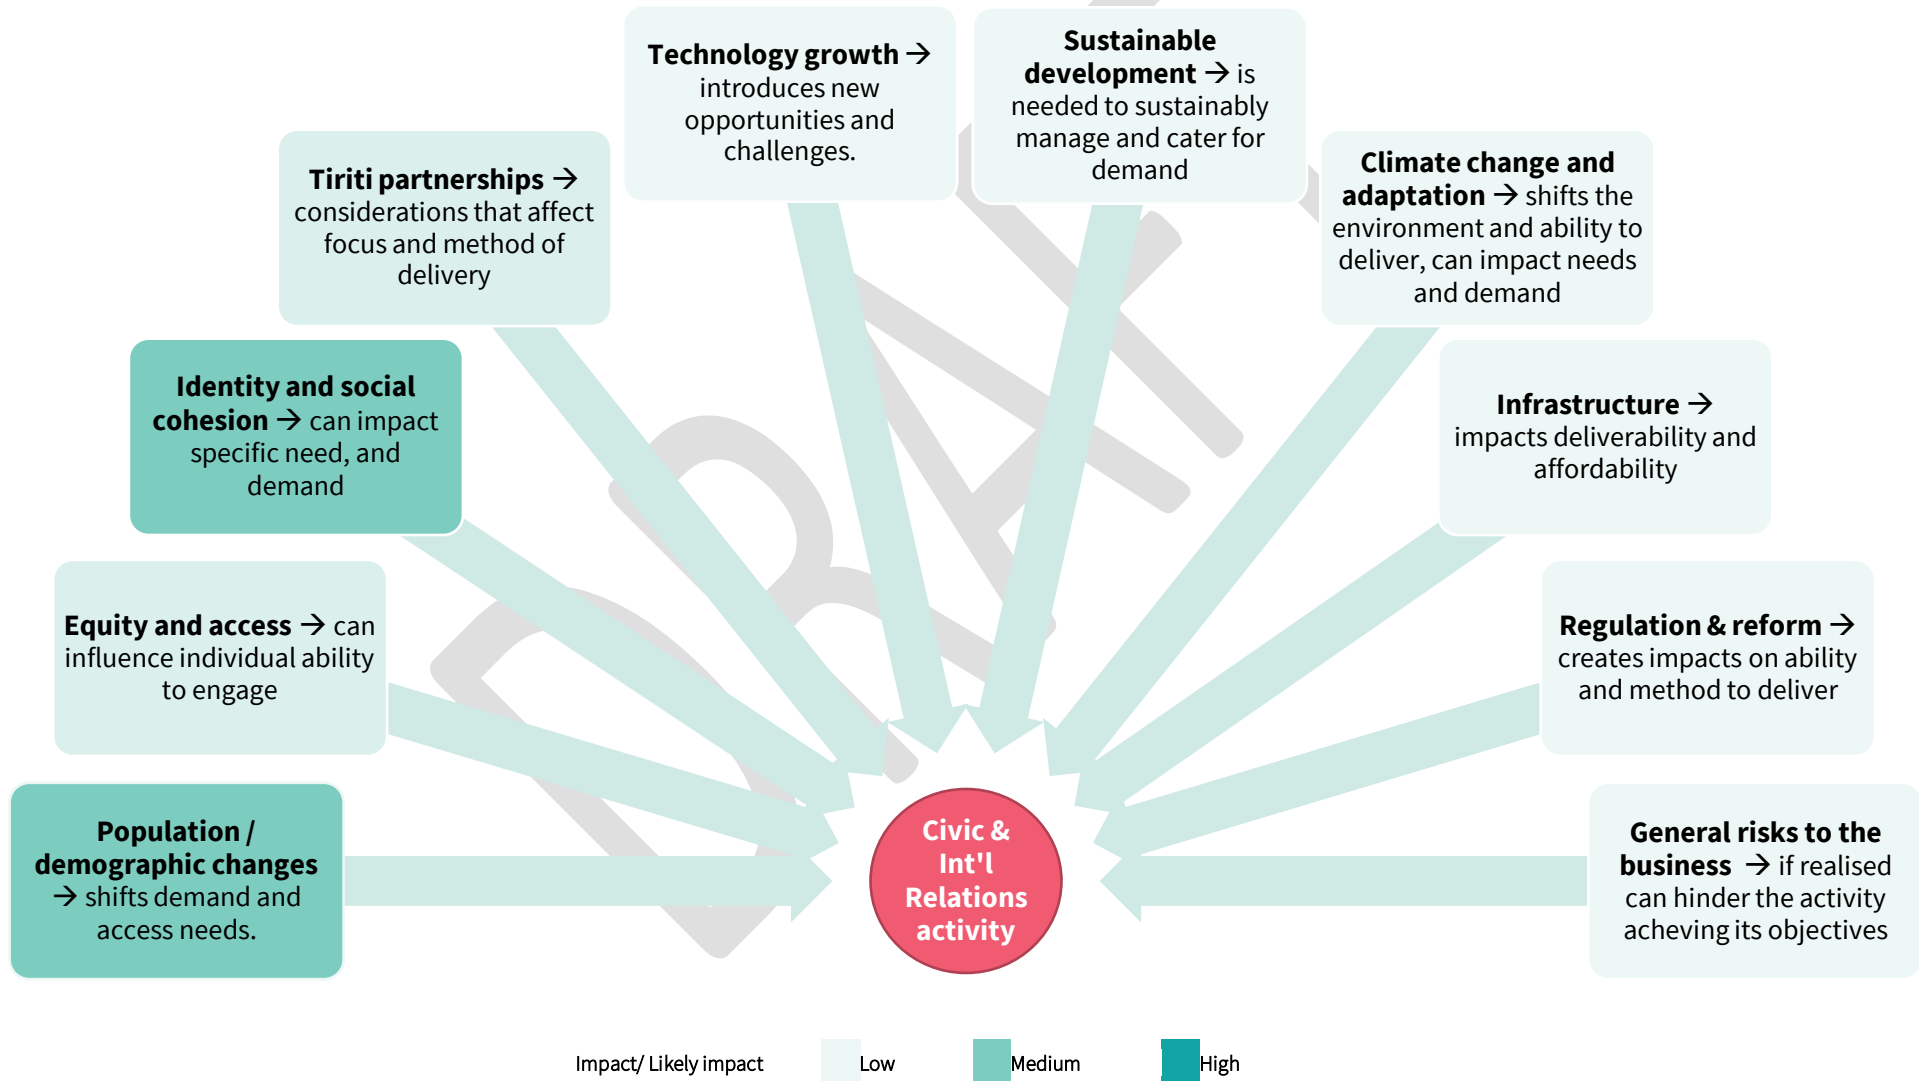 Technology growth →
introduces new
opportunities and
challenges.
Sustainable
development → is
needed to sustainably
manage and cater for
demand
Tiriti partnerships →
considerations that affect
focus and method of
delivery
Climate change and
adaptation → shifts the
environment and ability to
deliver, can impact needs
and demand
Identity and social
cohesion → can impact
specific need, and
demand
Infrastructure →
impacts deliverability and
affordability
Equity and access → can
influence individual ability
to engage
Regulation & reform →
creates impacts on ability
and method to deliver
Population /
demographic changes
→ shifts demand and
access needs.
Civic &
Int'l
Relations
activity
General risks to the
business → if realised
can hinder the activity
acheving its objectives
DRAFT
Impact/ Likely impact Low Medium High